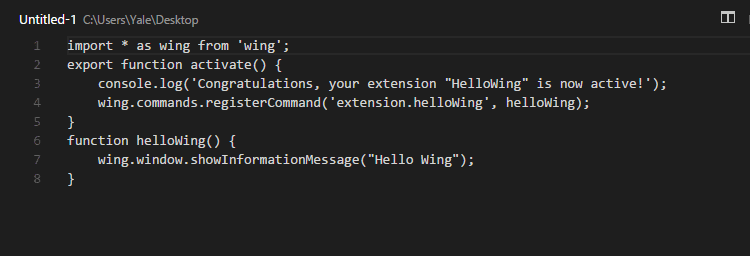 Untitled-1 C:\Users\Yale\Desktop
1 import * as wing from 'wing';
2 export function activate() {
3     console.log('Congratulations, your extension "HelloWing" is now active!');
4     wing.commands.registerCommand('extension.helloWing', helloWing);
5 }
6 function helloWing() {
7     wing.window.showInformationMessage("Hello Wing");
8 }